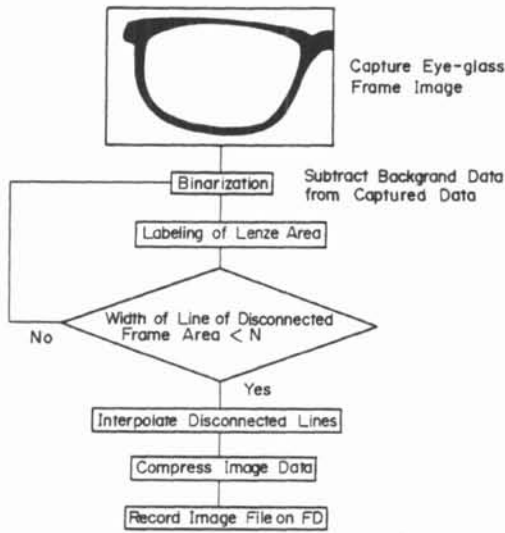 Capture Eye-glass
Frame Image
Binarization
Subtract Backgrand Data
from Captured Data
Labeling of Lenze Area
Width of Line of Disconnected
Frame Area < N
No
Yes
Interpolate Disconnected Lines
Compress Image Data
Record Image File on FD